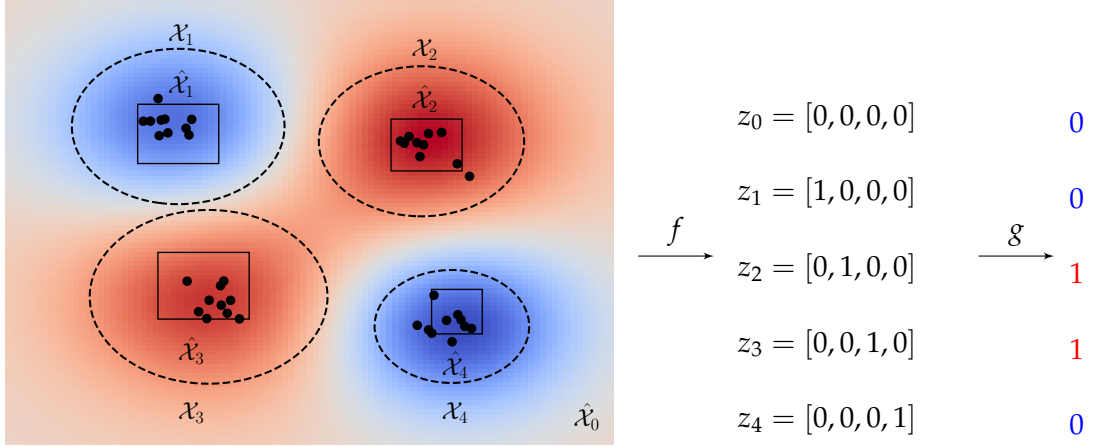 𝒳₁
𝒳₂
𝒳̂₁
𝒳̂₂
𝒳̂₃
𝒳̂₄
𝒳₃
𝒳₄
𝒳̂₀
f
z₀ = [0, 0, 0, 0]
z₁ = [1, 0, 0, 0]
z₂ = [0, 1, 0, 0]
z₃ = [0, 0, 1, 0]
z₄ = [0, 0, 0, 1]
g
0
0
1
1
0